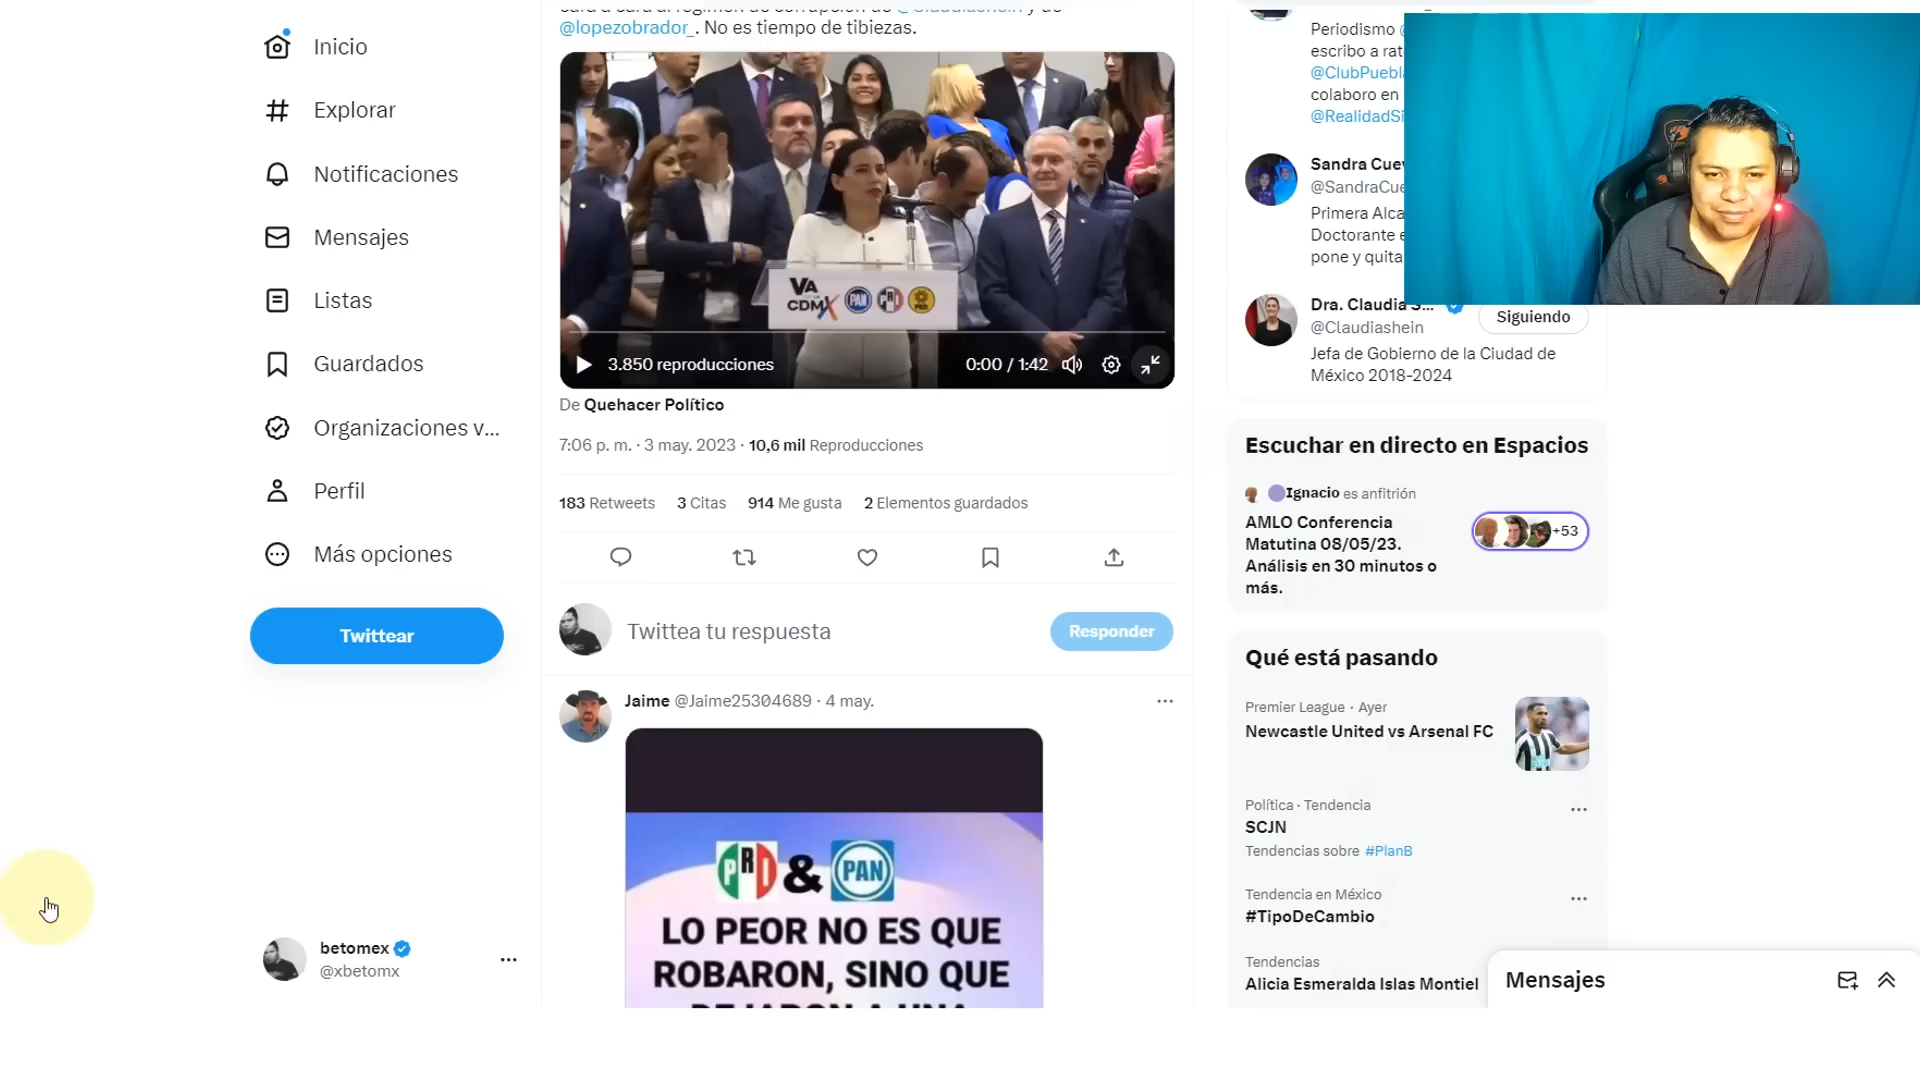 Inicio
Explorar
Notificaciones
Mensajes
Listas
Guardados
Organizaciones v...
Perfil
Más opciones
Twittear
betomex
@xbetomx
@lopezobrador_. No es tiempo de tibiezas.
VA
CDMX
PAN
PRI
PRD
3.850 reproducciones
0:00 / 1:42
De Quehacer Político
7:06 p. m. · 3 may. 2023 · 10,6 mil Reproducciones
183 Retweets 3 Citas 914 Me gusta 2 Elementos guardados
Twittea tu respuesta
Responder
Jaime @Jaime25304689 · 4 may.
PRI & PAN
LO PEOR NO ES QUE
ROBARON, SINO QUE
Periodismo
escribo a
@ClubPuebl
colaboro en
@RealidadSi
Sandra
@SandraCue
Primera
Doctorante
pone y quita
Dra. Claudia S...
@Claudiashein
Siguiendo
Jefa de Gobierno de la Ciudad de
México 2018-2024
Escuchar en directo en Espacios
Ignacio es anfitrión
AMLO Conferencia
Matutina 08/05/23.
Análisis en 30 minutos o
más.
+53
Qué está pasando
Premier League · Ayer
Newcastle United vs Arsenal FC
Política · Tendencia
SCJN
Tendencias sobre #PlanB
Tendencia en México
#TipoDeCambio
Tendencias
Alicia Esmeralda Islas Montiel
Mensajes